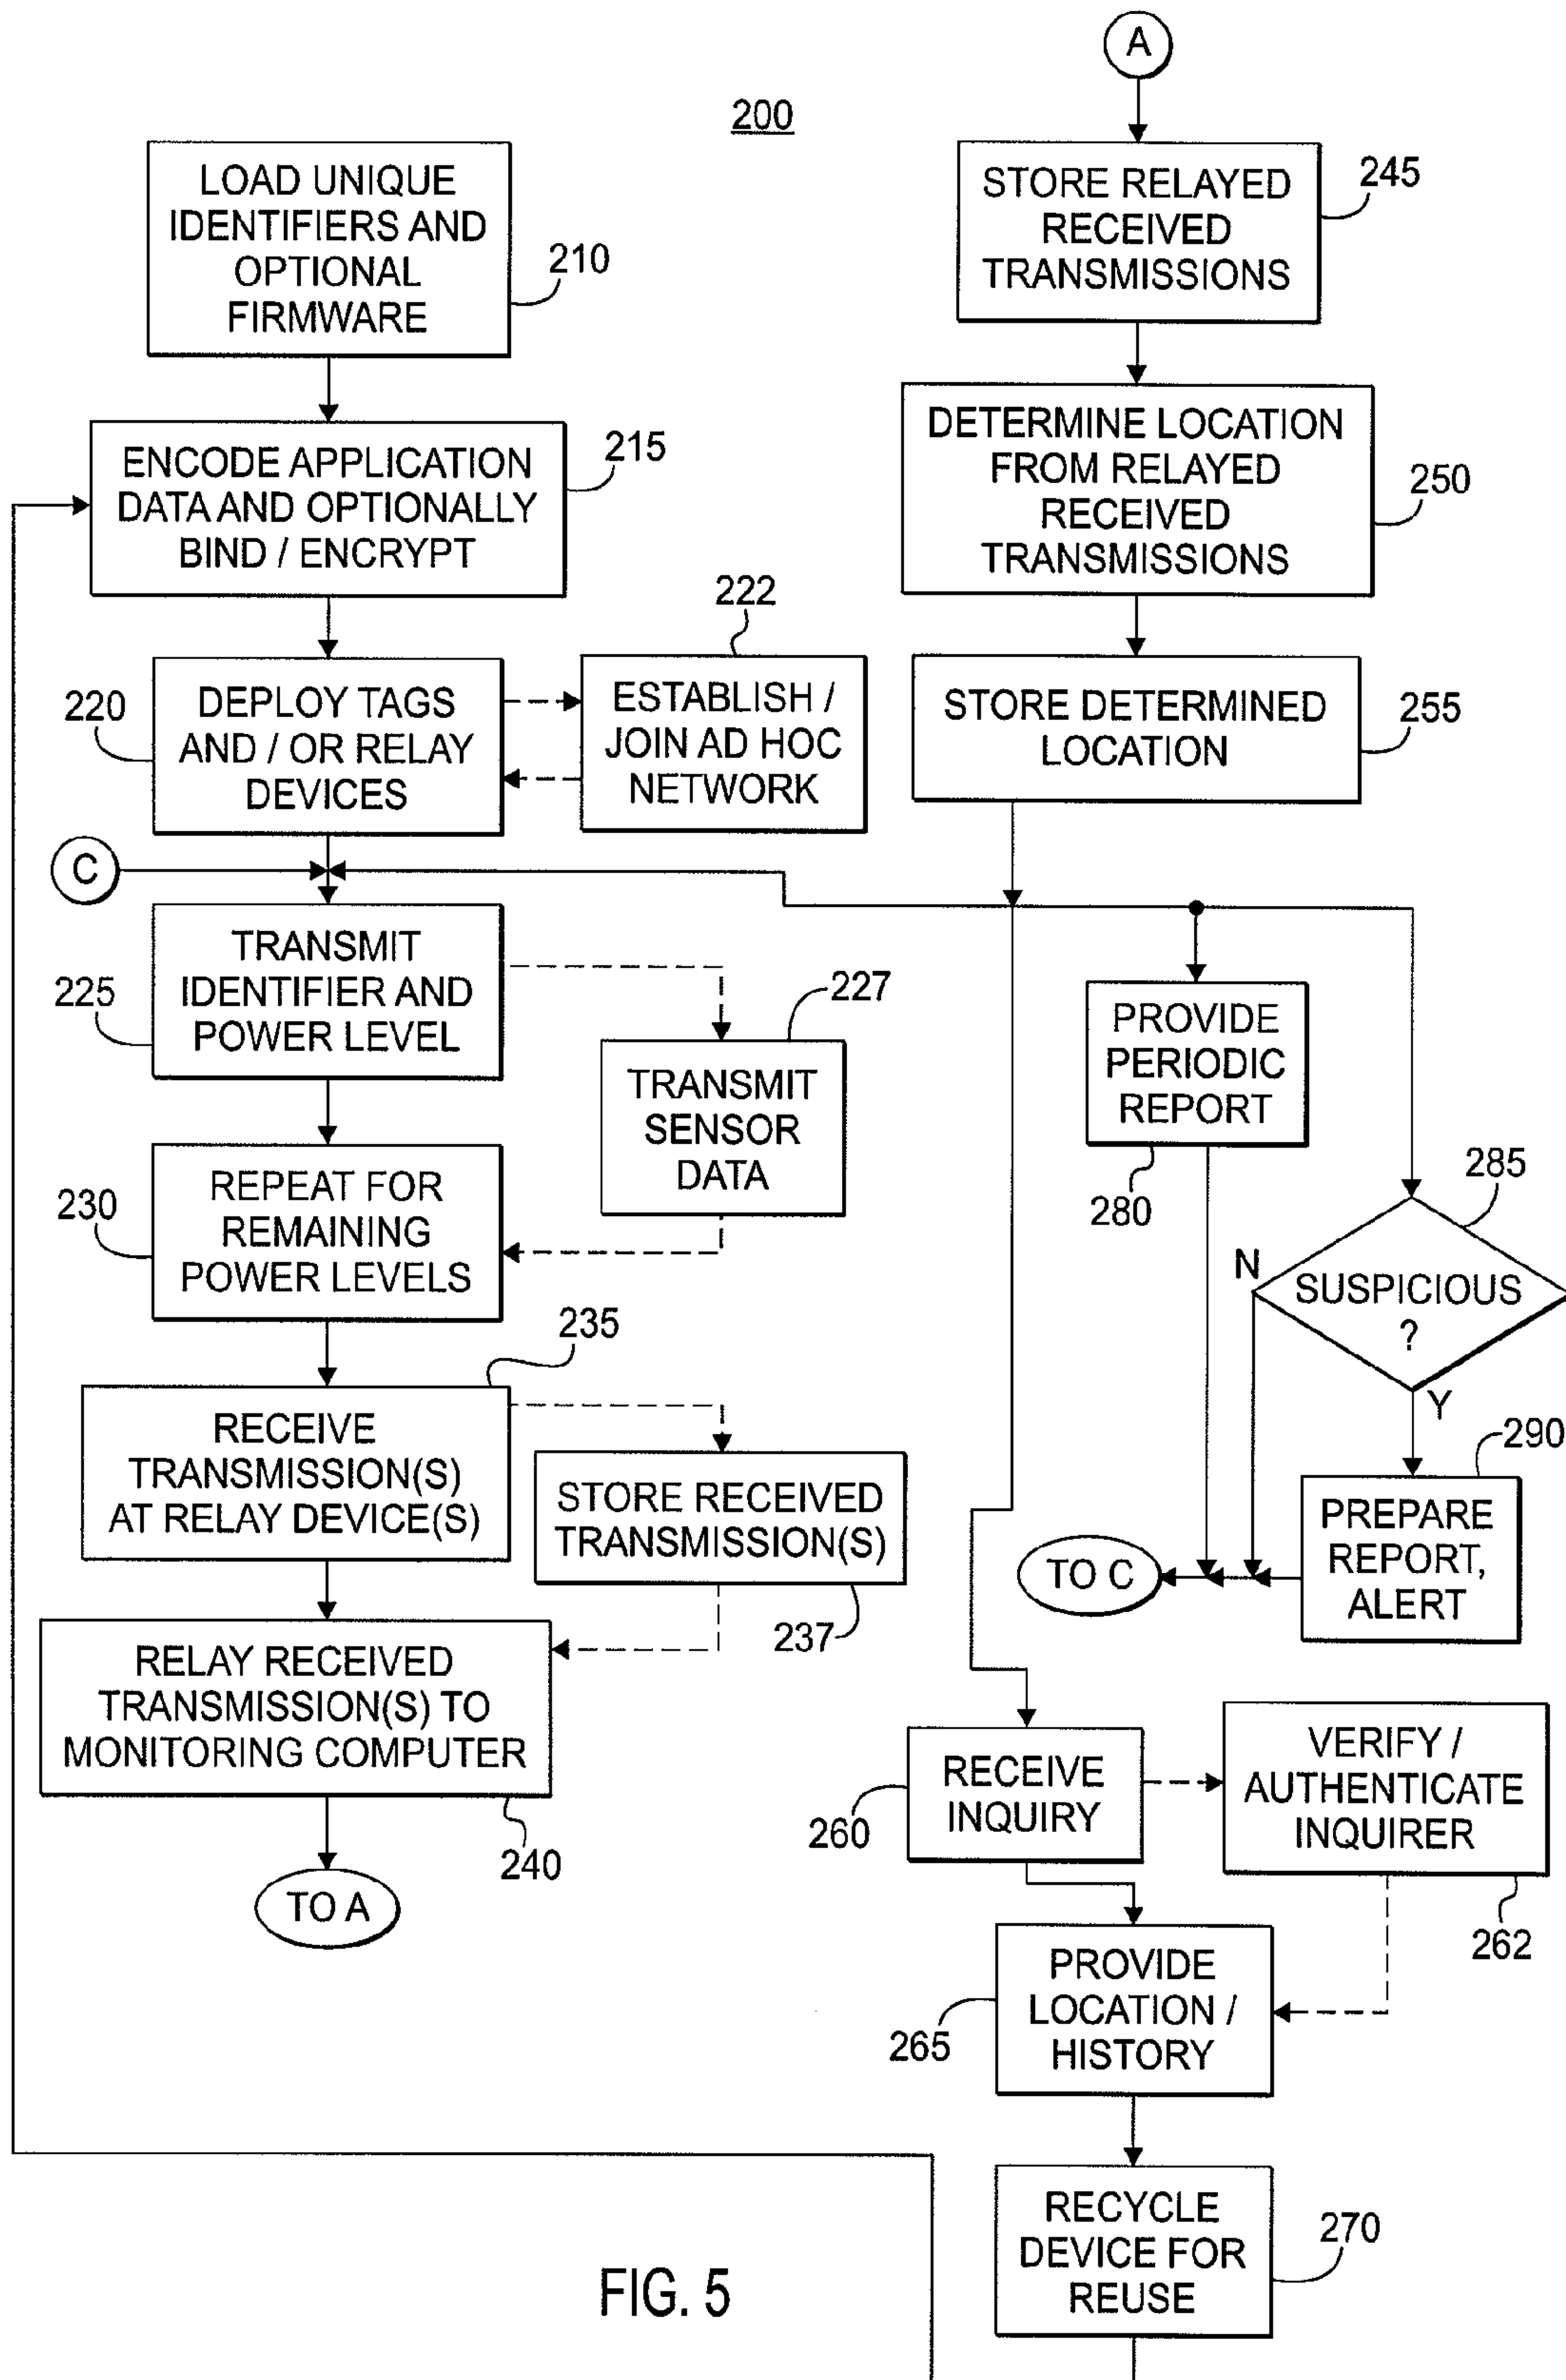 200
LOAD UNIQUE
IDENTIFIERS AND
OPTIONAL
FIRMWARE
210
ENCODE APPLICATION
DATA AND OPTIONALLY
BIND / ENCRYPT
215
DEPLOY TAGS
AND / OR RELAY
DEVICES
220
222
ESTABLISH /
JOIN AD HOC
NETWORK
C
TRANSMIT
IDENTIFIER AND
POWER LEVEL
225
227
TRANSMIT
SENSOR
DATA
REPEAT FOR
REMAINING
POWER LEVELS
230
235
RECEIVE
TRANSMISSION(S)
AT RELAY DEVICE(S)
STORE RECEIVED
TRANSMISSION(S)
237
RELAY RECEIVED
TRANSMISSION(S) TO
MONITORING COMPUTER
240
TO A
A
STORE RELAYED
RECEIVED
TRANSMISSIONS
245
DETERMINE LOCATION
FROM RELAYED
RECEIVED
TRANSMISSIONS
250
STORE DETERMINED
LOCATION
255
PROVIDE
PERIODIC
REPORT
280
285
SUSPICIOUS
?
N
Y
290
PREPARE
REPORT,
ALERT
TO C
RECEIVE
INQUIRY
260
VERIFY /
AUTHENTICATE
INQUIRER
262
PROVIDE
LOCATION /
HISTORY
265
RECYCLE
DEVICE FOR
REUSE
270
FIG. 5